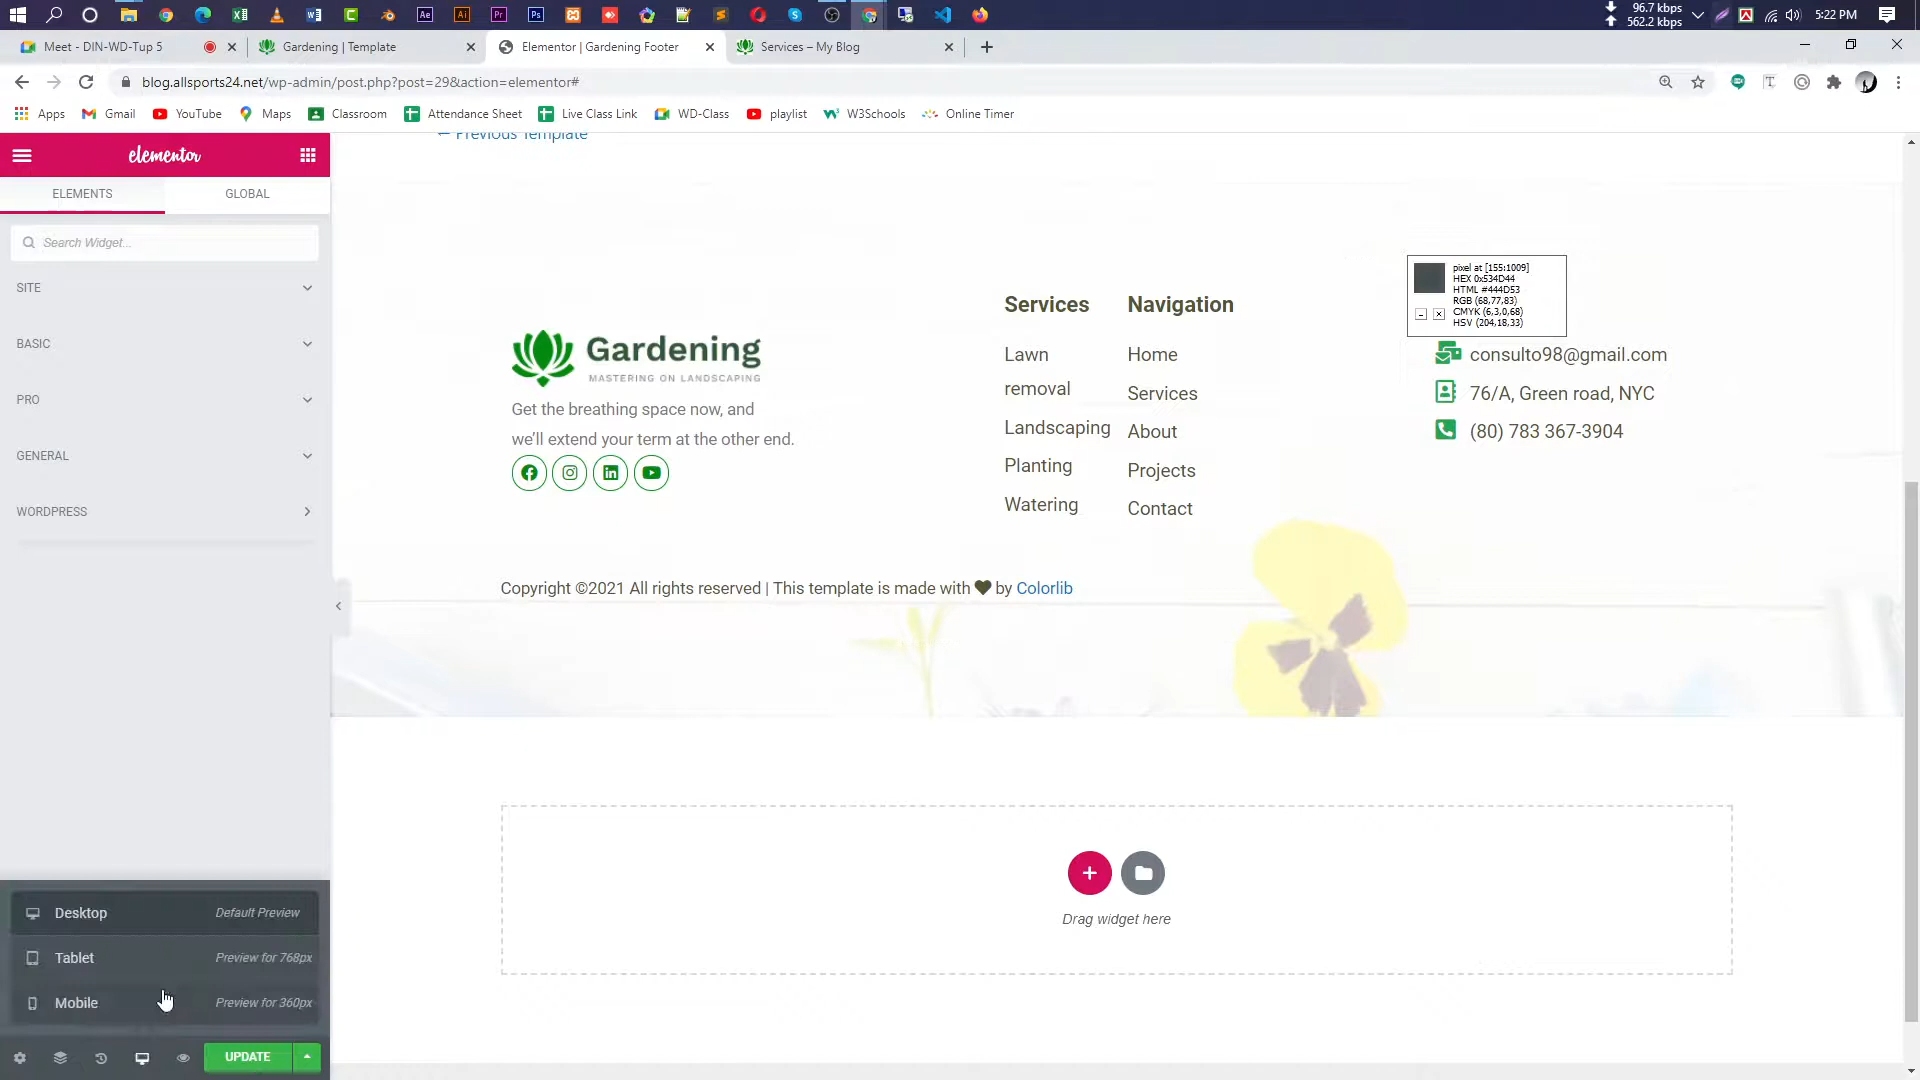 96.7 kbps
562.2 kbps
5:22 PM
Meet - DIN-WD-Tup 5
Gardening | Template
Elementor | Gardening Footer
Services – My Blog
blog.allsports24.net/wp-admin/post.php?post=29&action=elementor#
Apps
Gmail
YouTube
Maps
Classroom
Attendance Sheet
Live Class Link
WD-Class
playlist
W3Schools
Online Timer
elementor
ELEMENTS
GLOBAL
Search Widget...
SITE
BASIC
PRO
GENERAL
WORDPRESS
Desktop
Default Preview
Tablet
Preview for 768px
Mobile
Preview for 360px
UPDATE
← Previous Template
Gardening
MASTERING ON LANDSCAPING
Get the breathing space now, and
we'll extend your term at the other end.
Services
Lawn
removal
Landscaping
Planting
Watering
Navigation
Home
Services
About
Projects
Contact
pixel at [155:1009]
HEX 0x534D44
HTML #444D53
RGB (68,77,83)
CMYK (6,3,0,68)
HSV (204,18,33)
consulto98@gmail.com
76/A, Green road, NYC
(80) 783 367-3904
Copyright ©2021 All rights reserved | This template is made with ♥ by Colorlib
Drag widget here